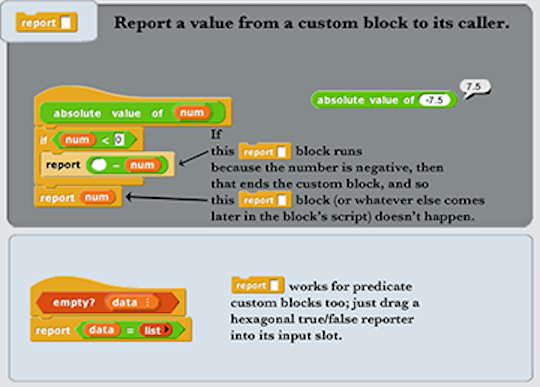 report
Report a value from a custom block to its caller.
absolute value of num
if num < 0
report - num
report num
absolute value of -7.5
7.5
If
this report block runs
because the number is negative, then
that ends the custom block, and so
this report block (or whatever else comes
later in the block's script) doesn't happen.
empty? data ⋮
report data = list
report works for predicate
custom blocks too; just drag a
hexagonal true/false reporter
into its input slot.